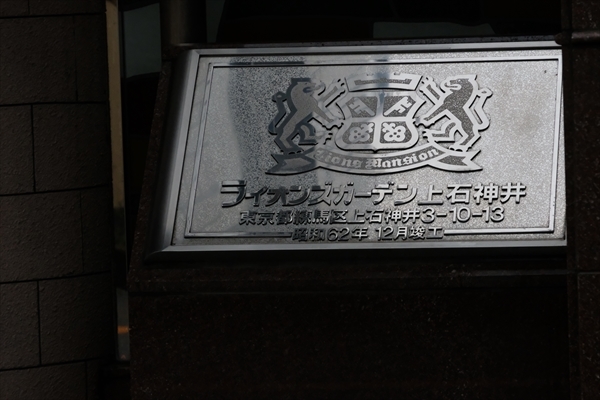 Lions Mansion
ライオンズガーデン上石神井
東京都練馬区上石神井3-10-13
昭和62年 12月竣工